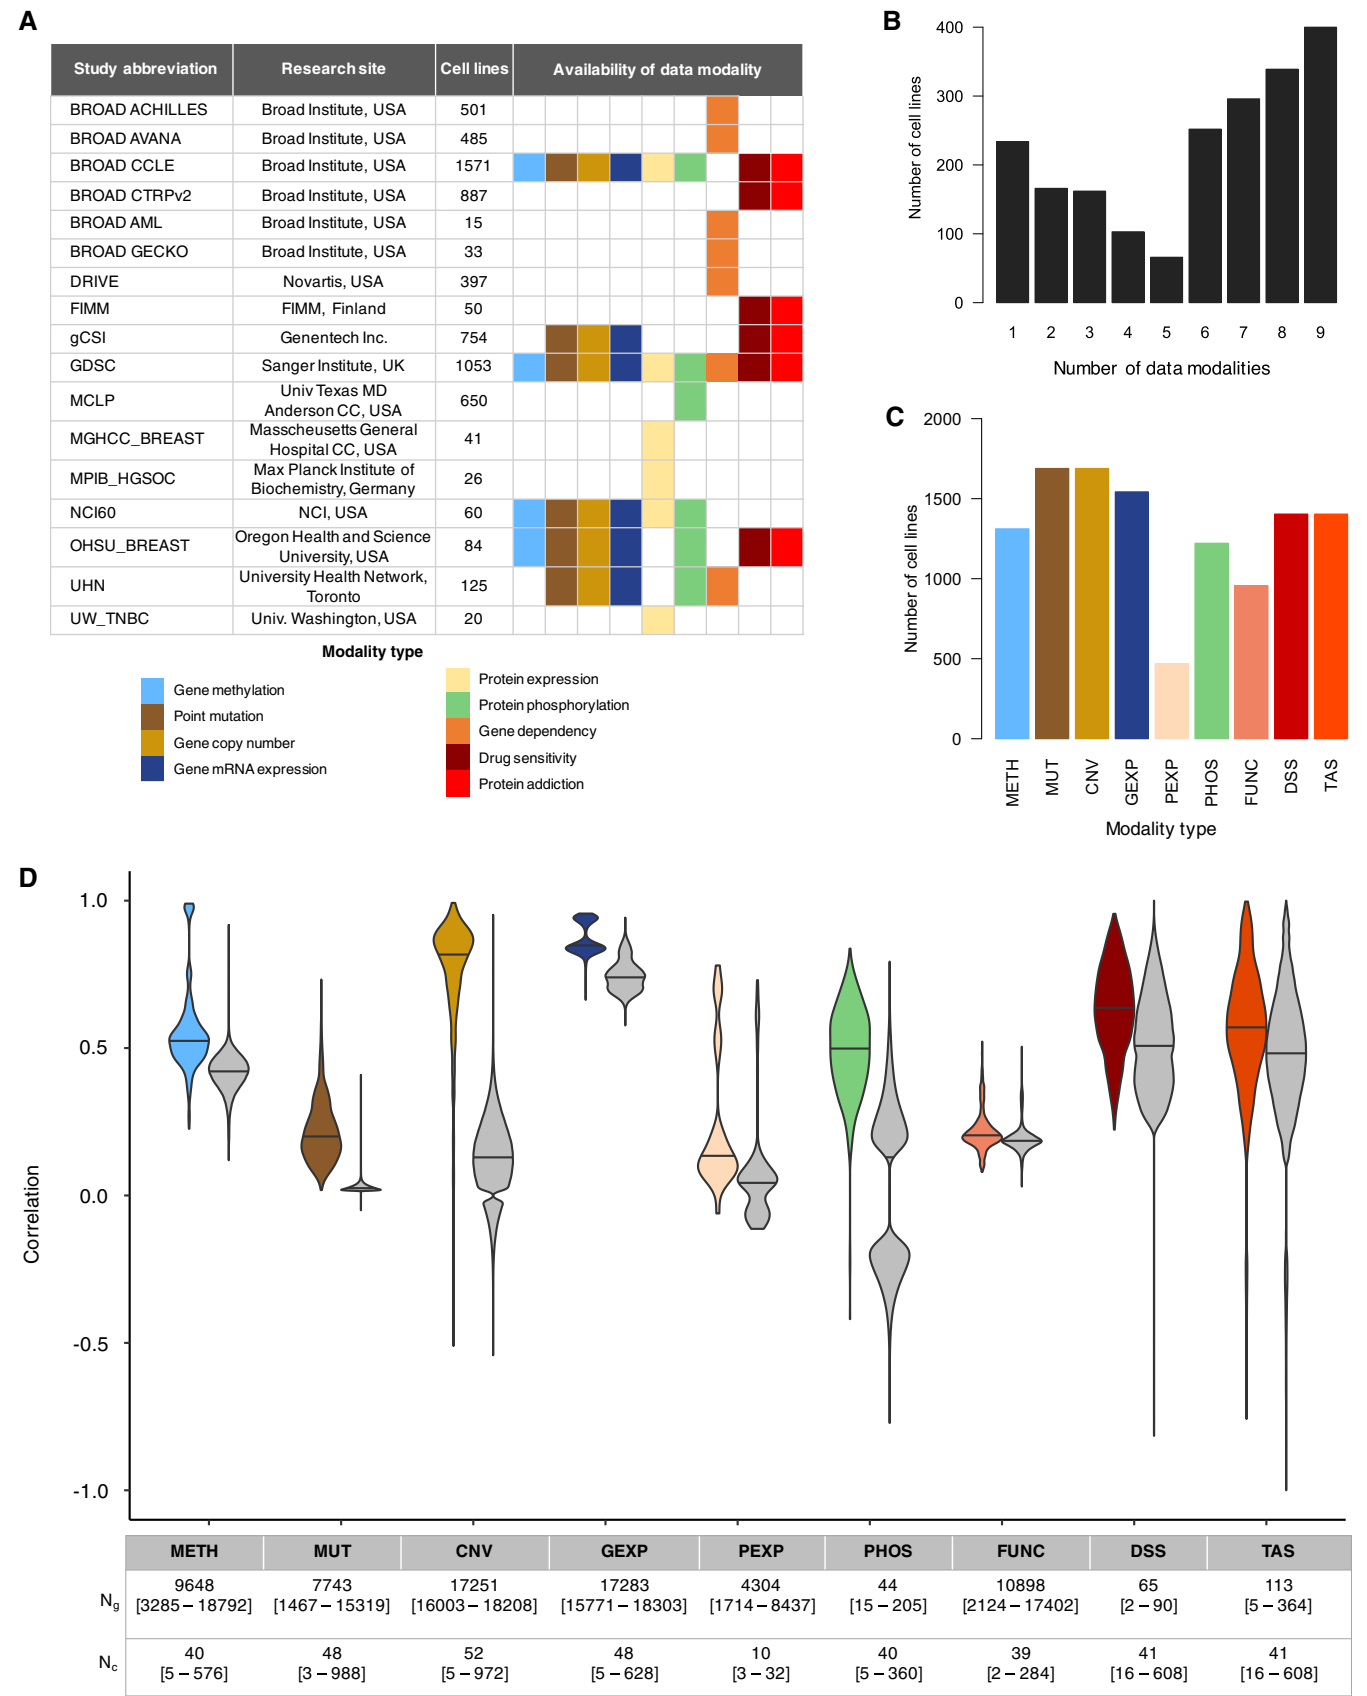 A
Study abbreviation Research site Cell lines Availability of data modality
BROAD ACHILLES Broad Institute, USA 501
BROAD AVANA Broad Institute, USA 485
BROAD CCLE Broad Institute, USA 1571
BROAD CTRPv2 Broad Institute, USA 887
BROAD AML Broad Institute, USA 15
BROAD GECKO Broad Institute, USA 33
DRIVE Novartis, USA 397
FIMM FIMM, Finland 50
gCSI Genentech Inc. 754
GDSC Sanger Institute, UK 1053
MCLP Univ Texas MD
Anderson CC, USA 650
MGHCC_BREAST Masscheusetts General
Hospital CC, USA 41
MPIB_HGSOC Max Planck Institute of
Biochemistry, Germany 26
NCI60 NCI, USA 60
OHSU_BREAST Oregon Health and Science
University, USA 84
UHN University Health Network,
Toronto 125
UW_TNBC Univ. Washington, USA 20
Modality type
Gene methylation
Point mutation
Gene copy number
Gene mRNA expression
Protein expression
Protein phosphorylation
Gene dependency
Drug sensitivity
Protein addiction
B
Number of cell lines
400
300
200
100
0
1 2 3 4 5 6 7 8 9
Number of data modalities
C
Number of cell lines
2000
1500
1000
500
0
METH MUT CNV GEXP PEXP PHOS FUNC DSS TAS
Modality type
D
Correlation
1.0
0.5
0.0
-0.5
-1.0
METH MUT CNV GEXP PEXP PHOS FUNC DSS TAS
Ng 9648 7743 17251 17283 4304 44 10898 65 113
[3285–18792] [1467–15319] [16003–18208] [15771–18303] [1714–8437] [15–205] [2124–17402] [2–90] [5–364]
Nc 40 48 52 48 10 40 39 41 41
[5–576] [3–988] [5–972] [5–628] [3–32] [5–360] [2–284] [16–608] [16–608]